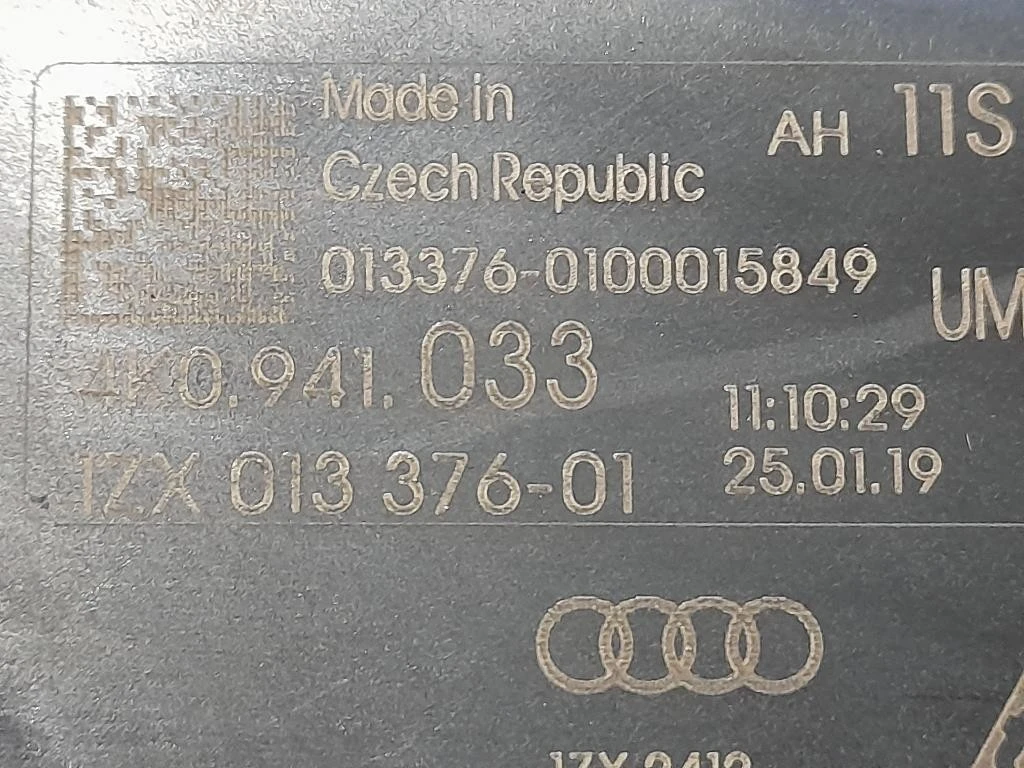 Made in
Czech Republic
AH 11S
013376-0100015849
UM
4K0.941.033
11:10:29
1ZX 013 376-01
25.01.19